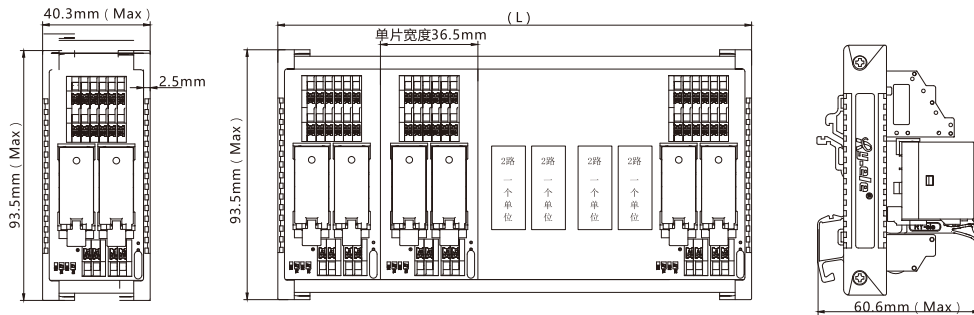 40.3mm（Max）
2.5mm
93.5mm（Max）
（L）
单片宽度36.5mm
93.5mm（Max）
2路
一个单位
2路
一个单位
2路
一个单位
2路
一个单位
60.6mm（Max）